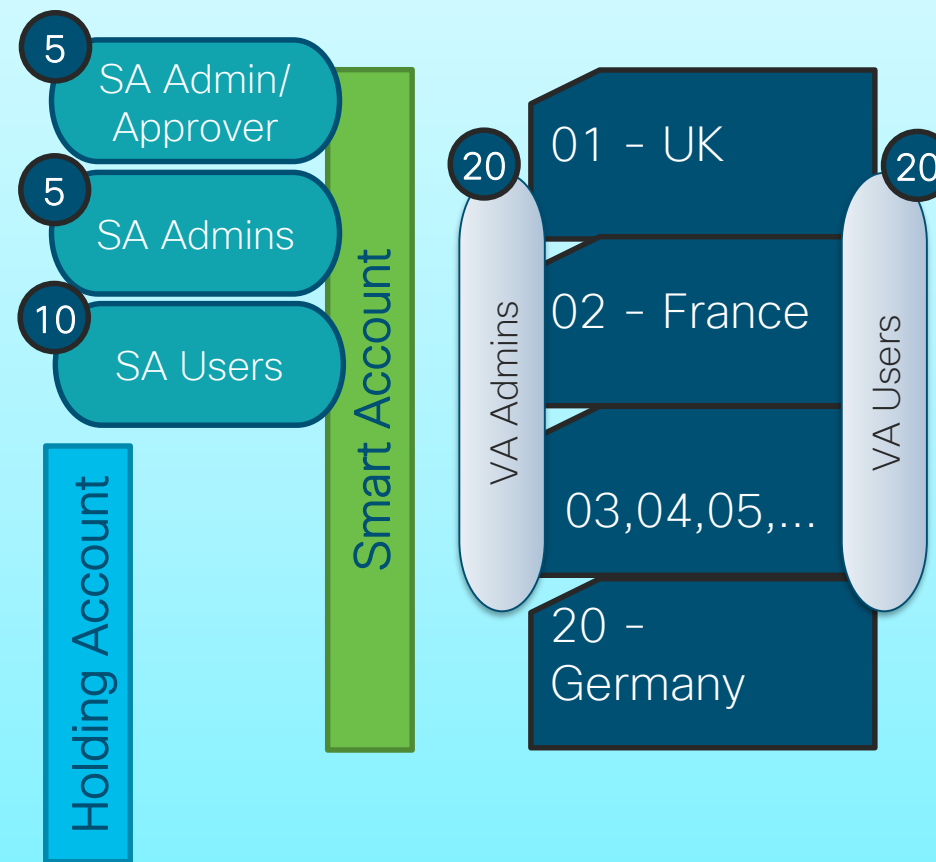 5
SA Admin/
Approver
5
SA Admins
10
SA Users
Holding Account
Smart Account
20
VA Admins
01 - UK
02 - France
03,04,05,...
20 -
Germany
20
VA Users